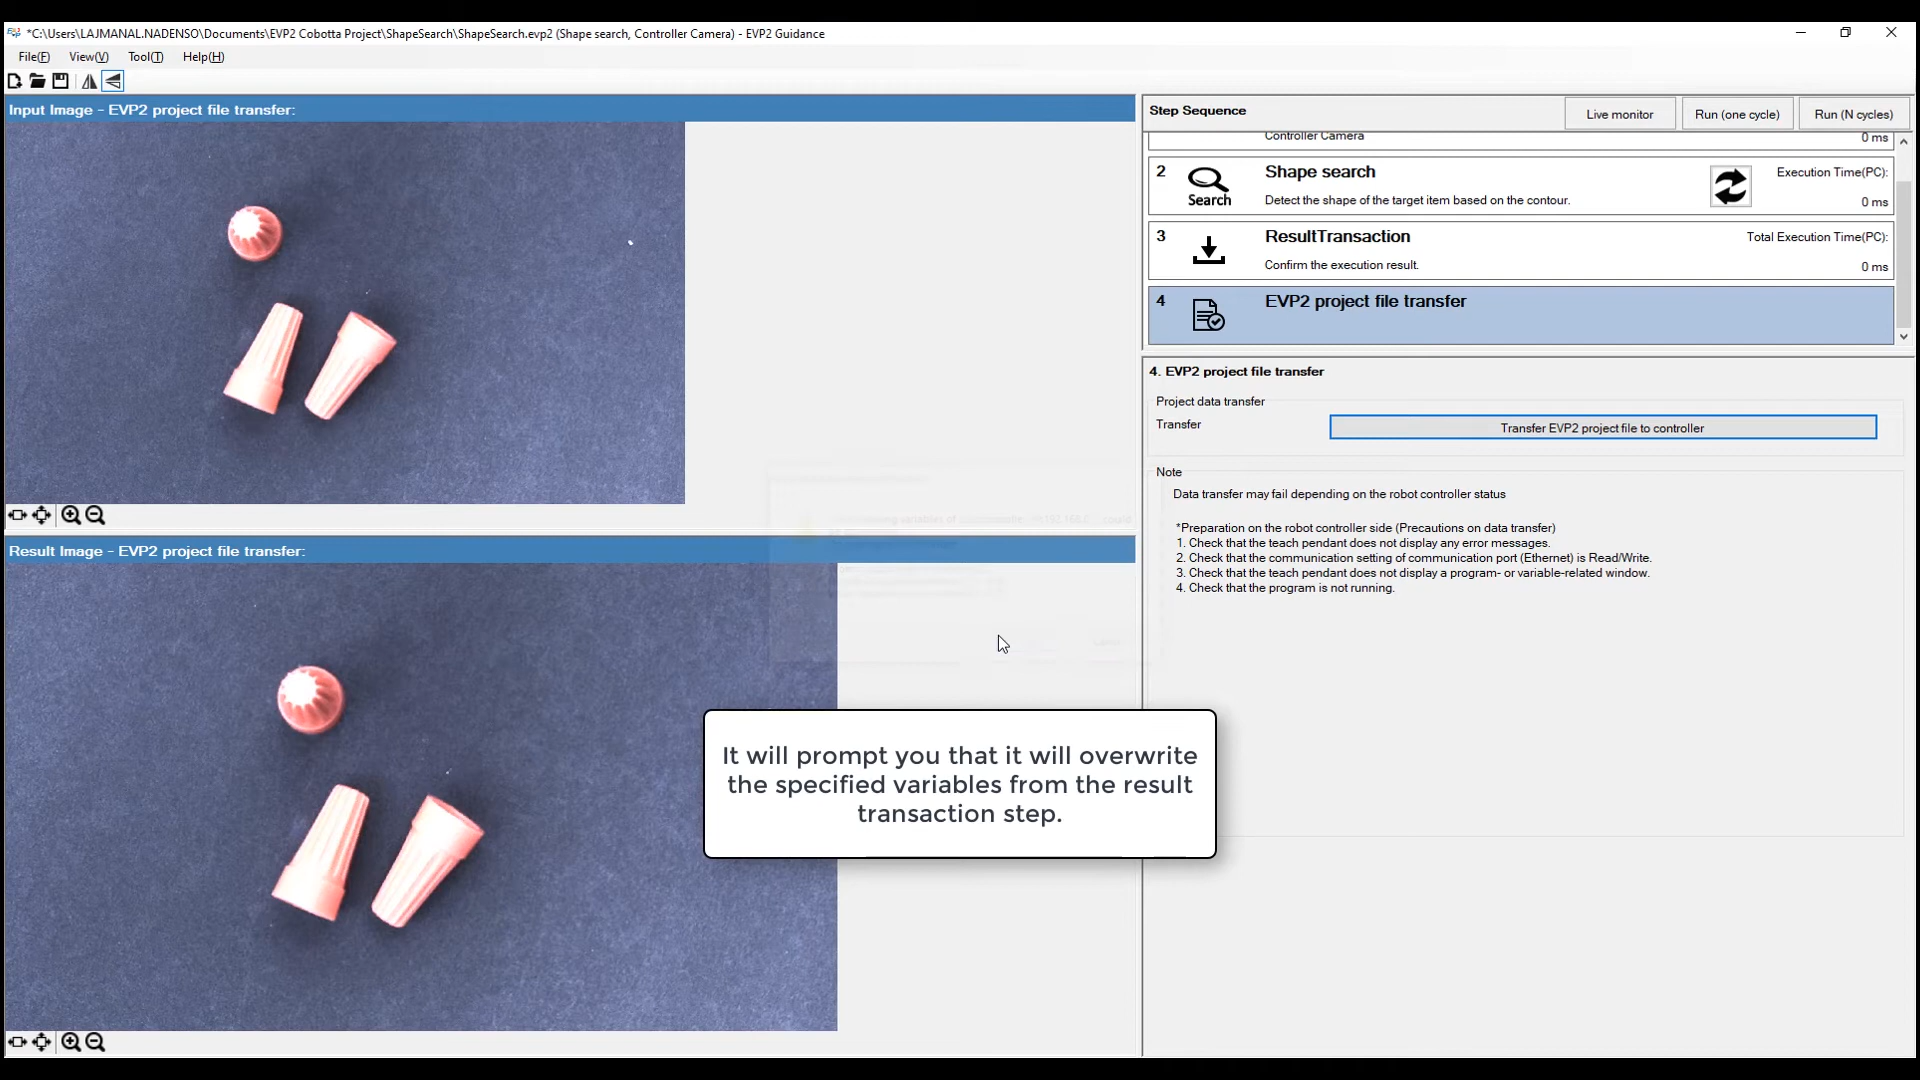 *C:\Users\LAJMANAL.NADENSO\Documents\EVP2 Cobotta Project\ShapeSearch\ShapeSearch.evp2 (Shape search, Controller Camera) - EVP2 Guidance
File(F) View(V) Tool(T) Help(H)
Input Image - EVP2 project file transfer:
Step Sequence
Live monitor
Run (one cycle)
Run (N cycles)
Controller Camera
0 ms
2
Search
Shape search
Detect the shape of the target item based on the contour.
Execution Time(PC):
0 ms
3
ResultTransaction
Confirm the execution result.
Total Execution Time(PC):
0 ms
4
EVP2 project file transfer
4. EVP2 project file transfer
Project data transfer
Transfer
Transfer EVP2 project file to controller
Note
Data transfer may fail depending on the robot controller status
*Preparation on the robot controller side (Precautions on data transfer)
1. Check that the teach pendant does not display any error messages.
2. Check that the communication setting of communication port (Ethernet) is Read/Write.
3. Check that the teach pendant does not display a program- or variable-related window.
4. Check that the program is not running.
Result Image - EVP2 project file transfer:
It will prompt you that it will overwrite
the specified variables from the result
transaction step.